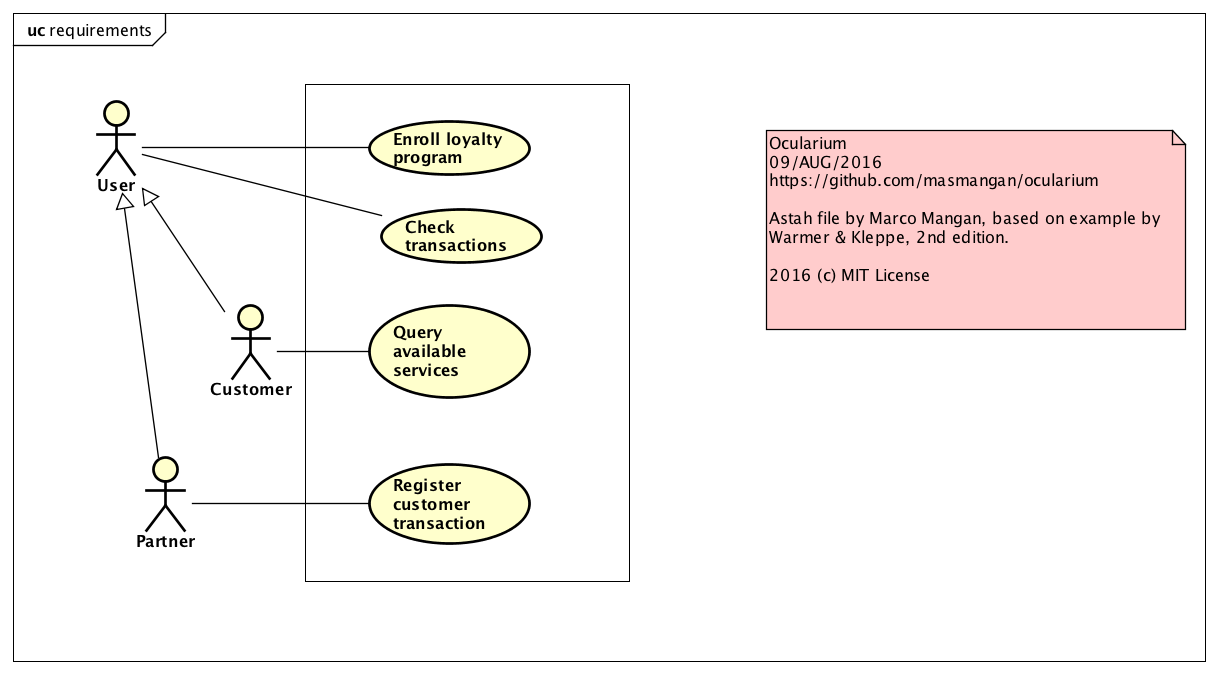 uc requirements
User
Enroll loyalty
program
Check
transactions
Customer
Query
available
services
Partner
Register
customer
transaction
Ocularium
09/AUG/2016
https://github.com/masmangan/ocularium
Astah file by Marco Mangan, based on example by
Warmer & Kleppe, 2nd edition.
2016 (c) MIT License